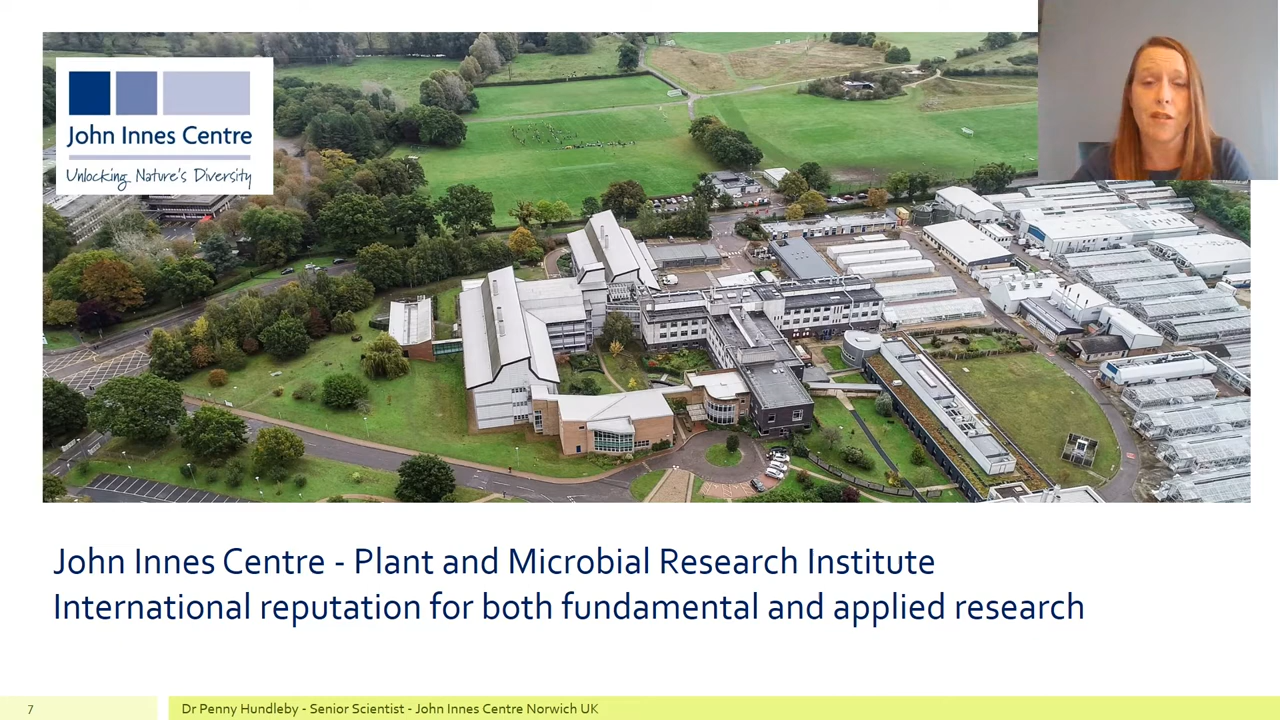 John Innes Centre
Unlocking Nature's Diversity
John Innes Centre - Plant and Microbial Research Institute
International reputation for both fundamental and applied research
7
Dr Penny Hundleby - Senior Scientist - John Innes Centre Norwich UK